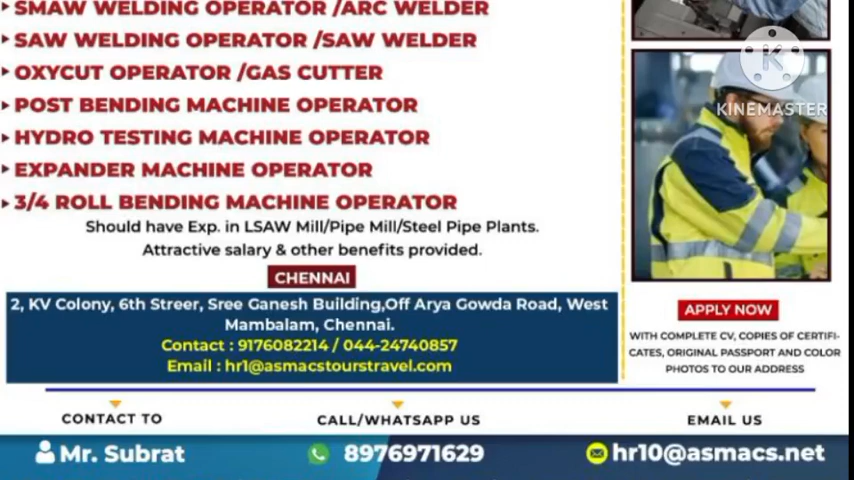 SMAW WELDING OPERATOR /ARC WELDER
SAW WELDING OPERATOR /SAW WELDER
OXYCUT OPERATOR /GAS CUTTER
POST BENDING MACHINE OPERATOR
HYDRO TESTING MACHINE OPERATOR
EXPANDER MACHINE OPERATOR
3/4 ROLL BENDING MACHINE OPERATOR
Should have Exp. in LSAW Mill/Pipe Mill/Steel Pipe Plants.
Attractive salary & other benefits provided.
CHENNAI
2, KV Colony, 6th Streer, Sree Ganesh Building,Off Arya Gowda Road, West
Mambalam, Chennai.
Contact : 9176082214 / 044-24740857
Email : hr1@asmacstourstravel.com
K
KINEMASTER
APPLY NOW
WITH COMPLETE CV, COPIES OF CERTIFI-
CATES, ORIGINAL PASSPORT AND COLOR
PHOTOS TO OUR ADDRESS
CONTACT TO
Mr. Subrat
CALL/WHATSAPP US
8976971629
EMAIL US
hr10@asmacs.net